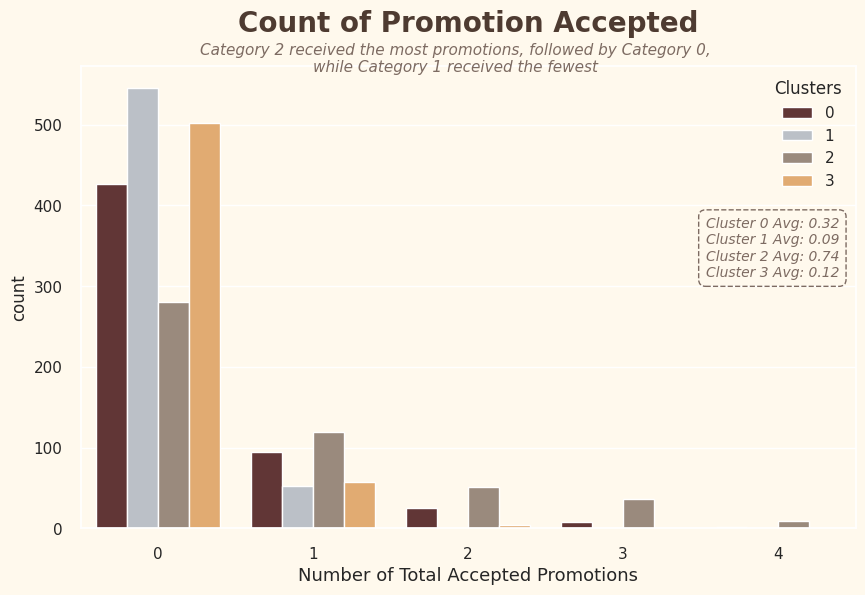 Count of Promotion Accepted
Category 2 received the most promotions, followed by Category 0,
while Category 1 received the fewest
Clusters
0
1
2
3
Cluster 0 Avg: 0.32
Cluster 1 Avg: 0.09
Cluster 2 Avg: 0.74
Cluster 3 Avg: 0.12
count
500
400
300
200
100
0
0 1 2 3 4
Number of Total Accepted Promotions